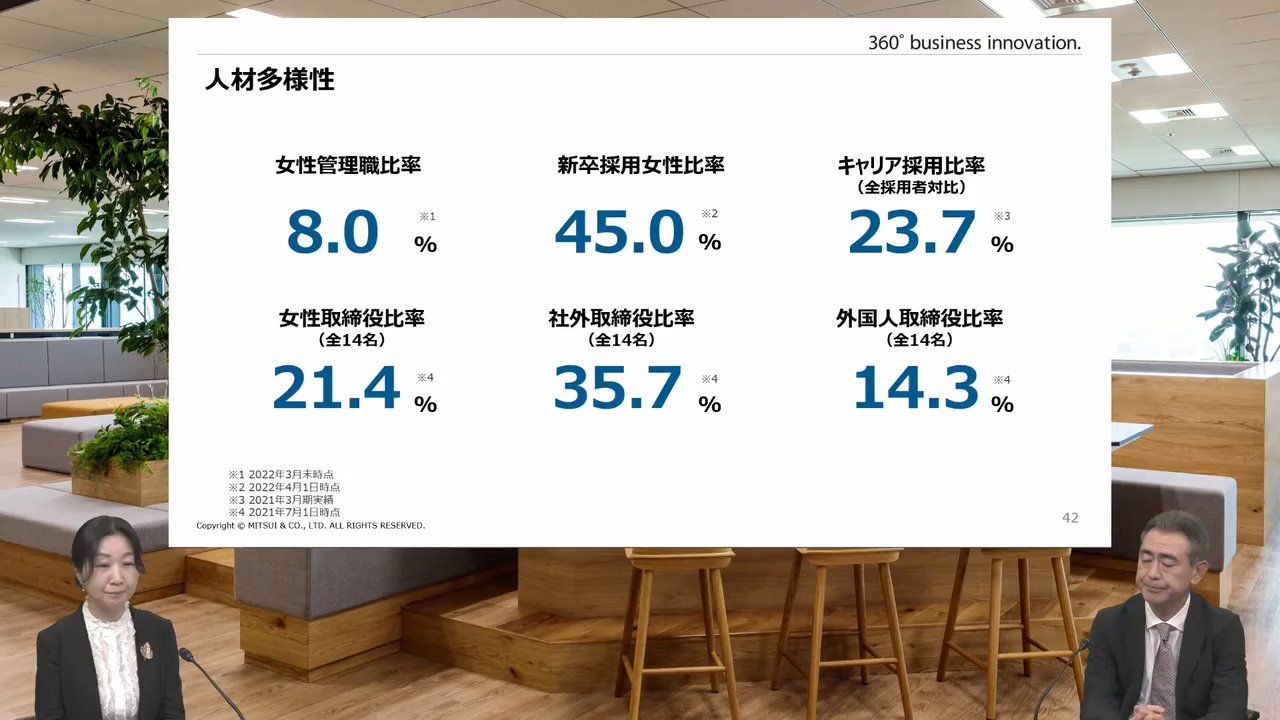 360° business innovation.
人材多様性
女性管理職比率
8.0 % ※1
新卒採用女性比率
45.0 % ※2
キャリア採用比率
（全採用者対比）
23.7 % ※3
女性取締役比率
（全14名）
21.4 % ※4
社外取締役比率
（全14名）
35.7 % ※4
外国人取締役比率
（全14名）
14.3 % ※4
※1 2022年3月末時点
※2 2022年4月1日時点
※3 2021年3月期実績
※4 2021年7月1日時点
Copyright © MITSUI & CO., LTD. ALL RIGHTS RESERVED.
42